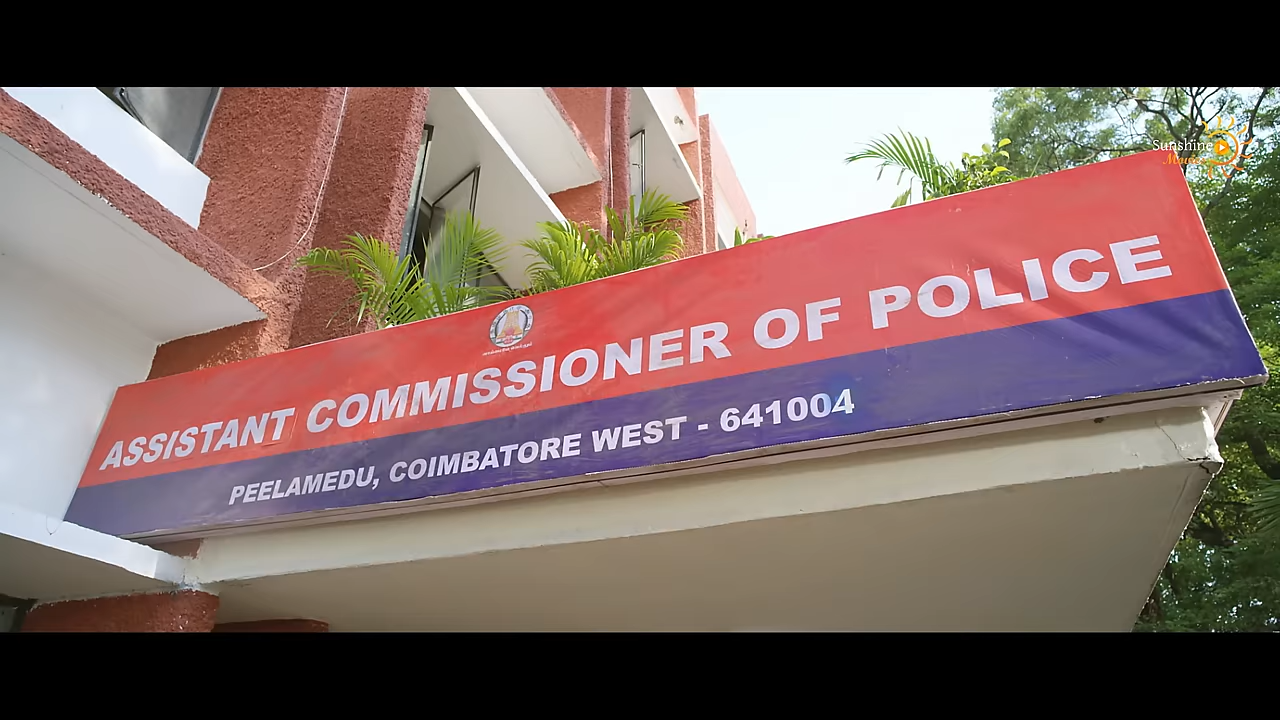 Sunshine
ASSISTANT COMMISSIONER OF POLICE
PEELAMEDU, COIMBATORE WEST - 641004